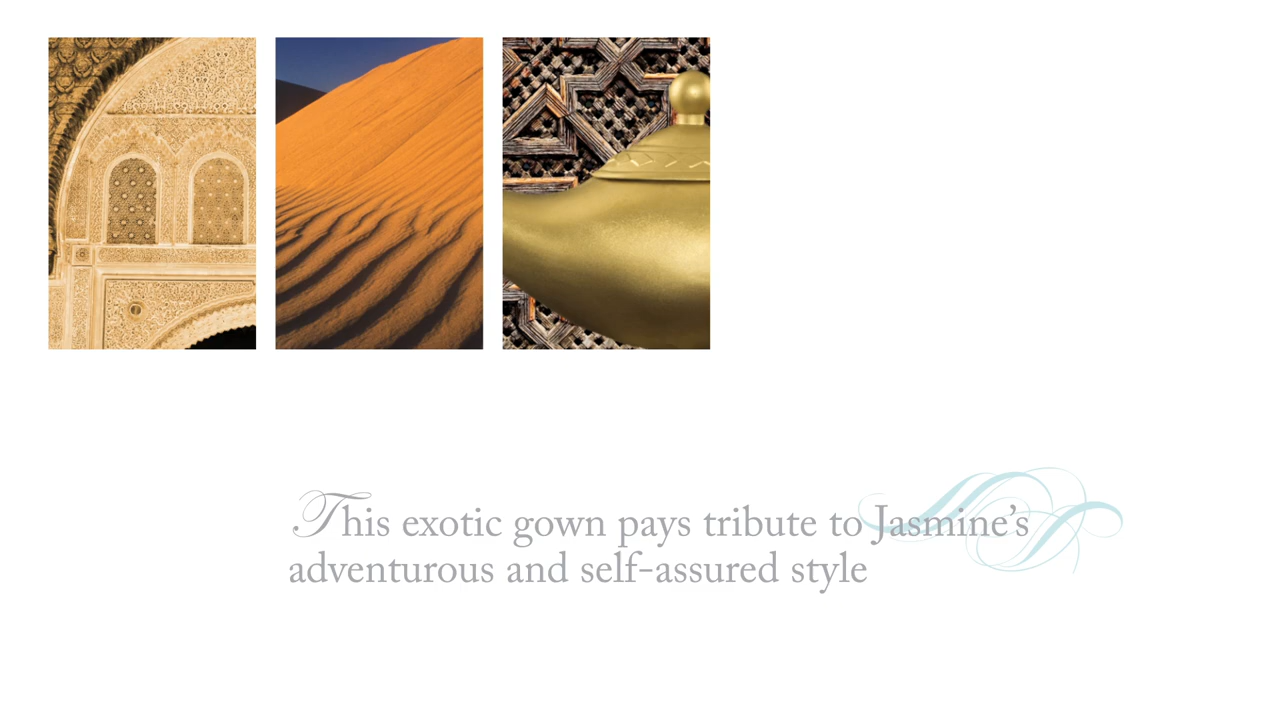 This exotic gown pays tribute to Jasmine’s
adventurous and self-assured style